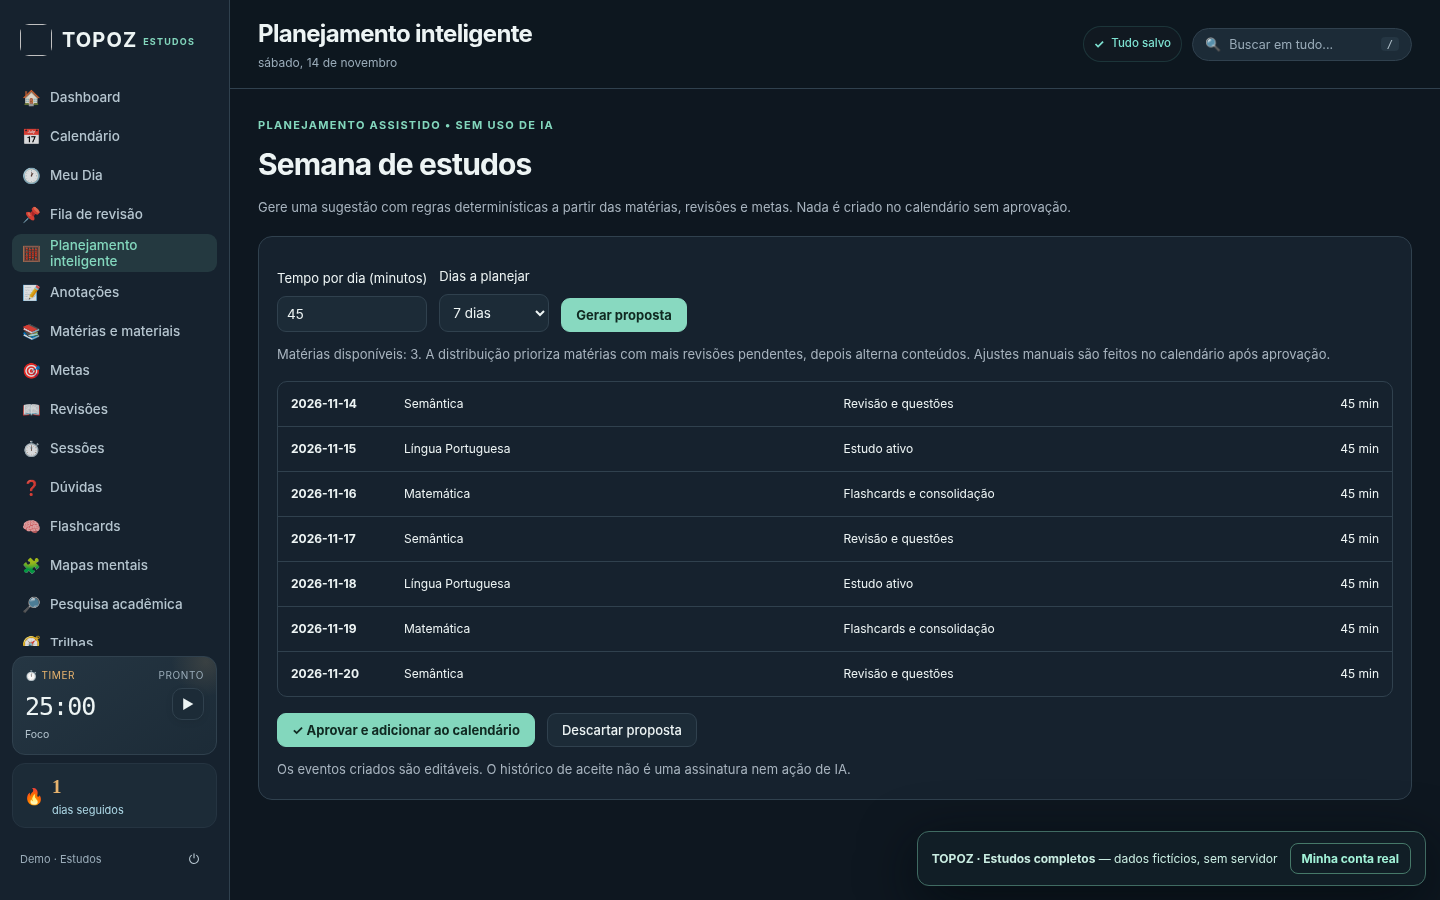 TOPOZ ESTUDOS
Dashboard
Calendário
Meu Dia
Fila de revisão
Planejamento
inteligente
Anotações
Matérias e materiais
Metas
Revisões
Sessões
Dúvidas
Flashcards
Mapas mentais
Pesquisa acadêmica
Trilhas
TIMER PRONTO
25:00
Foco
1
dias seguidos
Demo · Estudos
Planejamento inteligente
sábado, 14 de novembro
✓ Tudo salvo
Buscar em tudo... /
PLANEJAMENTO ASSISTIDO • SEM USO DE IA
Semana de estudos
Gere uma sugestão com regras determinísticas a partir das matérias, revisões e metas. Nada é criado no calendário sem aprovação.
Tempo por dia (minutos) Dias a planejar
45 7 dias Gerar proposta
Matérias disponíveis: 3. A distribuição prioriza matérias com mais revisões pendentes, depois alterna conteúdos. Ajustes manuais são feitos no calendário após aprovação.
2026-11-14 Semântica Revisão e questões 45 min
2026-11-15 Língua Portuguesa Estudo ativo 45 min
2026-11-16 Matemática Flashcards e consolidação 45 min
2026-11-17 Semântica Revisão e questões 45 min
2026-11-18 Língua Portuguesa Estudo ativo 45 min
2026-11-19 Matemática Flashcards e consolidação 45 min
2026-11-20 Semântica Revisão e questões 45 min
✓ Aprovar e adicionar ao calendário Descartar proposta
Os eventos criados são editáveis. O histórico de aceite não é uma assinatura nem ação de IA.
TOPOZ · Estudos completos — dados fictícios, sem servidor Minha conta real